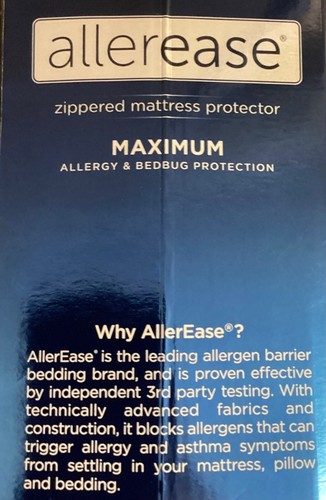 allerease®
zippered mattress protector
MAXIMUM
ALLERGY & BEDBUG PROTECTION
Why AllerEase®?
AllerEase® is the leading allergen barrier
bedding brand, and is proven effective
by independent 3rd party testing. With
technically advanced fabrics and
construction, it blocks allergens that can
trigger allergy and asthma symptoms
from settling in your mattress, pillow
and bedding.